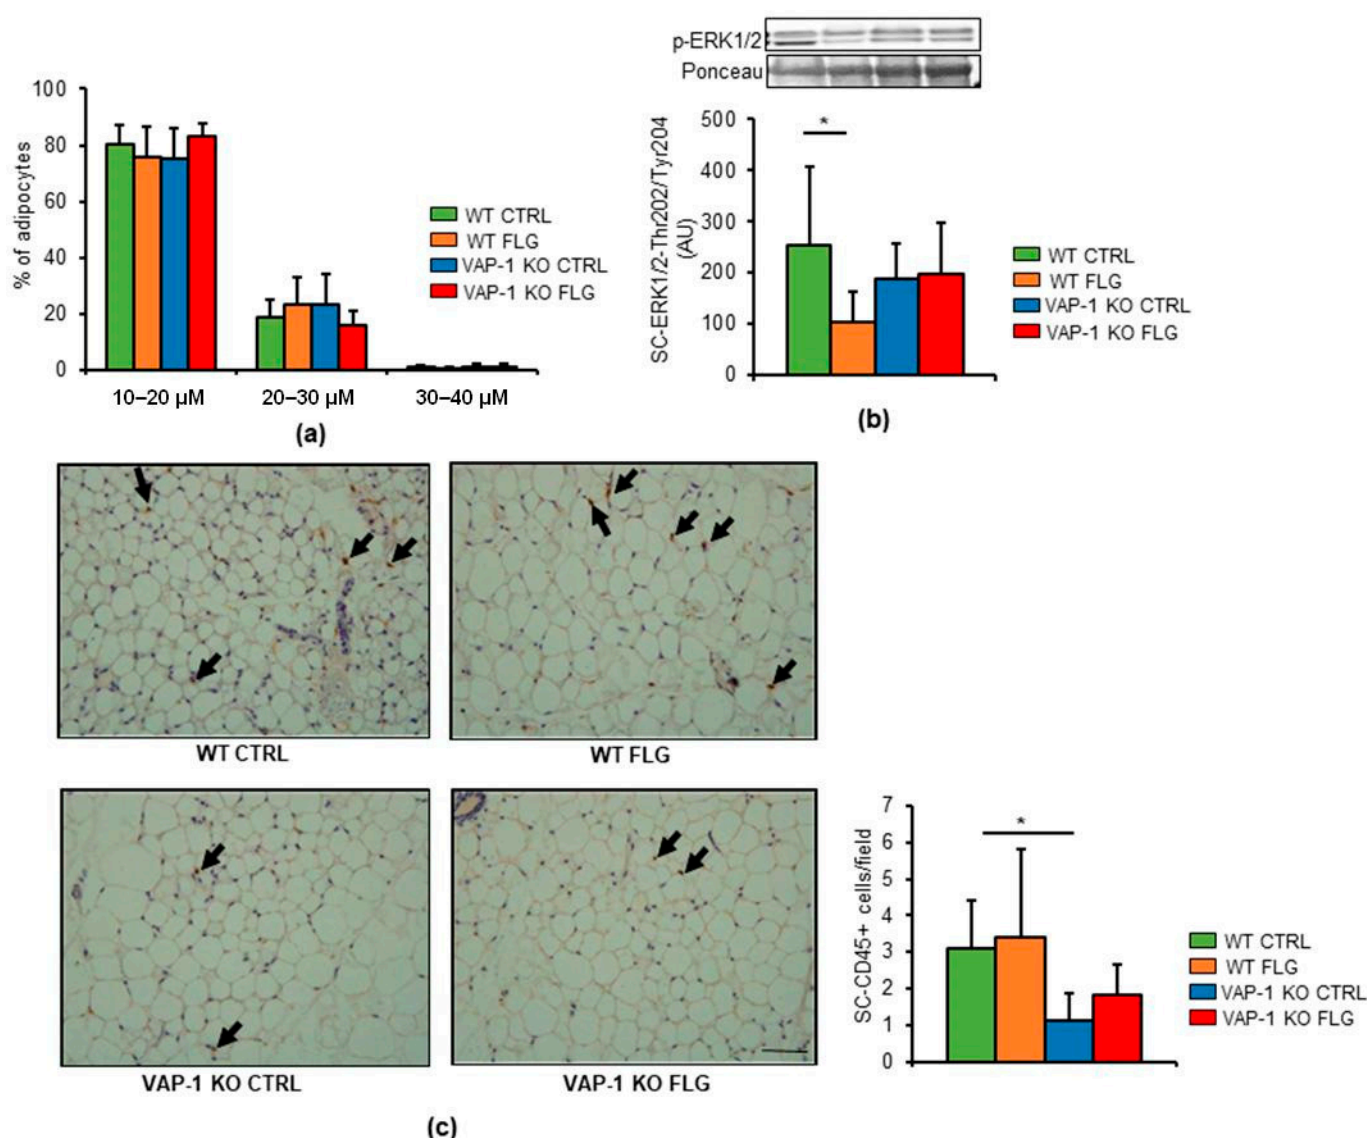 p-ERK1/2
Ponceau
100
80
60
40
20
0
% of adipocytes
10–20 µM
20–30 µM
30–40 µM
WT CTRL
WT FLG
VAP-1 KO CTRL
VAP-1 KO FLG
(a)
500
400
300
200
100
0
SC-ERK1/2-Thr202/Tyr204
(AU)
*
WT CTRL
WT FLG
VAP-1 KO CTRL
VAP-1 KO FLG
(b)
WT CTRL
WT FLG
VAP-1 KO CTRL
VAP-1 KO FLG
7
6
5
4
3
2
1
0
SC-CD45+ cells/field
*
WT CTRL
WT FLG
VAP-1 KO CTRL
VAP-1 KO FLG
(c)